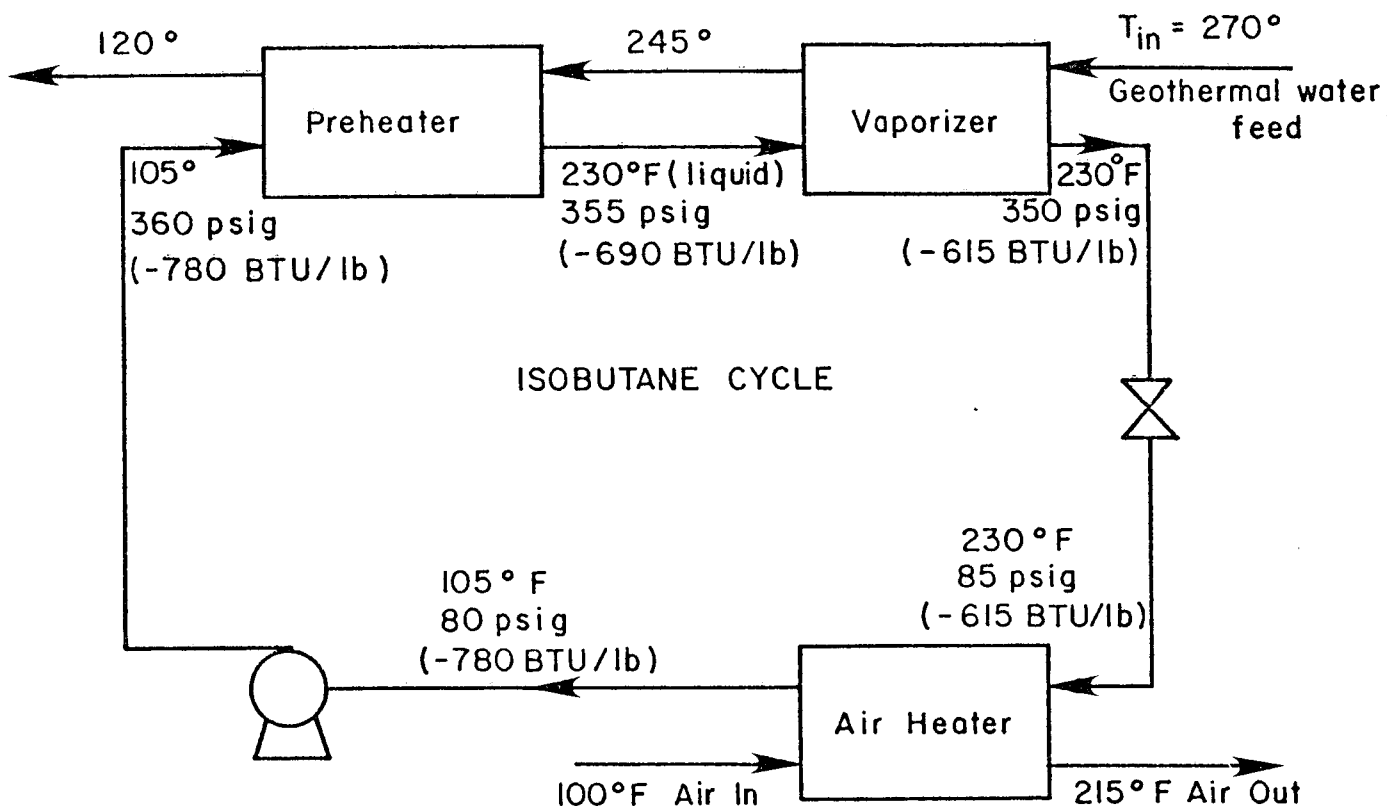 120°
245°
T_in = 270°
Geothermal water
feed
Preheater
Vaporizer
105°
360 psig
(-780 BTU/lb)
230°F (liquid)
355 psig
(-690 BTU/lb)
230°F
350 psig
(-615 BTU/lb)
ISOBUTANE CYCLE
230°F
85 psig
(-615 BTU/lb)
105°F
80 psig
(-780 BTU/lb)
Air Heater
100°F Air In
215°F Air Out